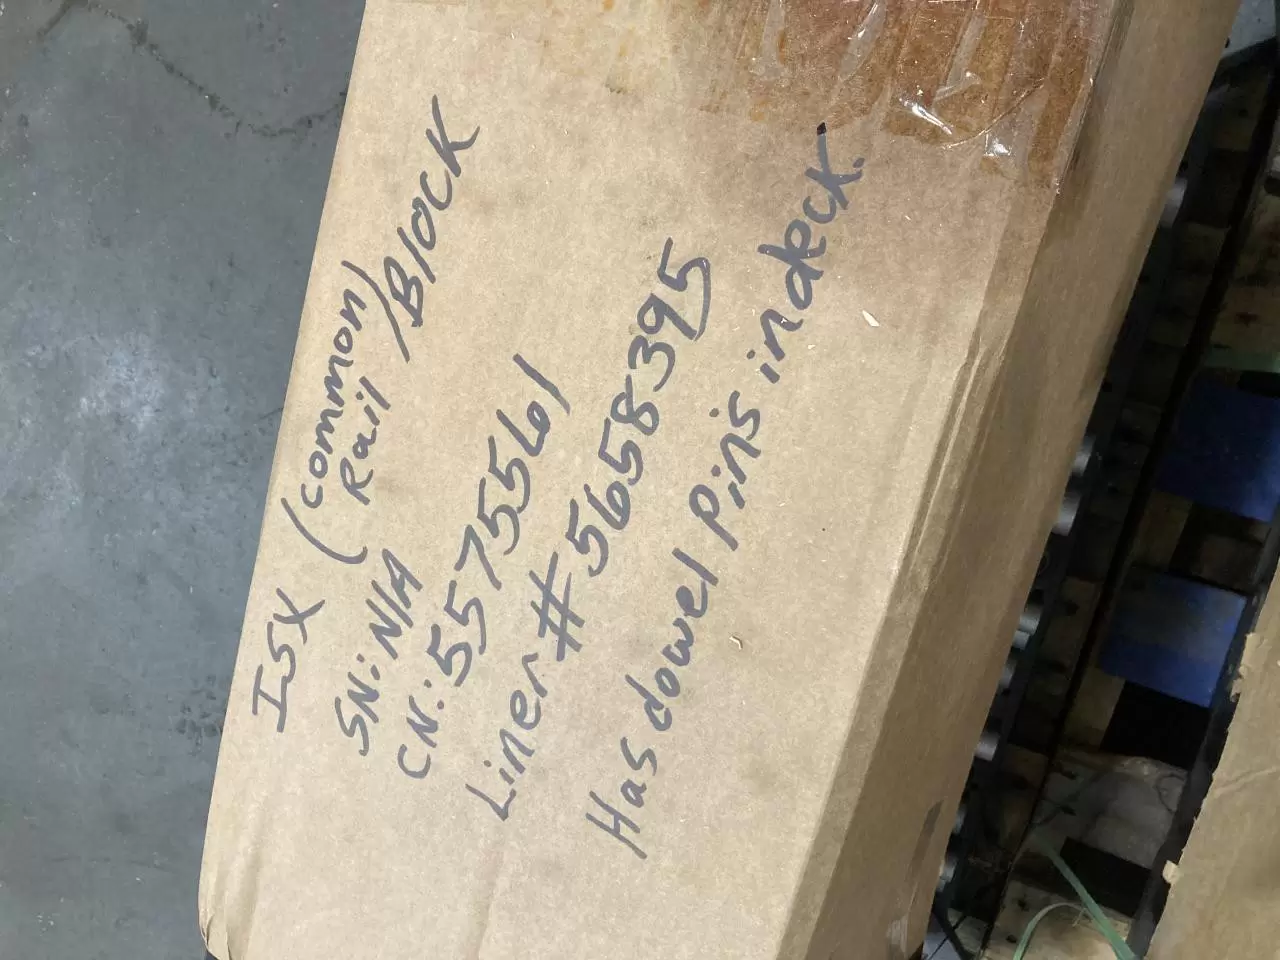 ISX (common Rail) BLOCK
SN: N/A
CN: 5575561
Liner # 5658395
Has dowel Pins in deck.